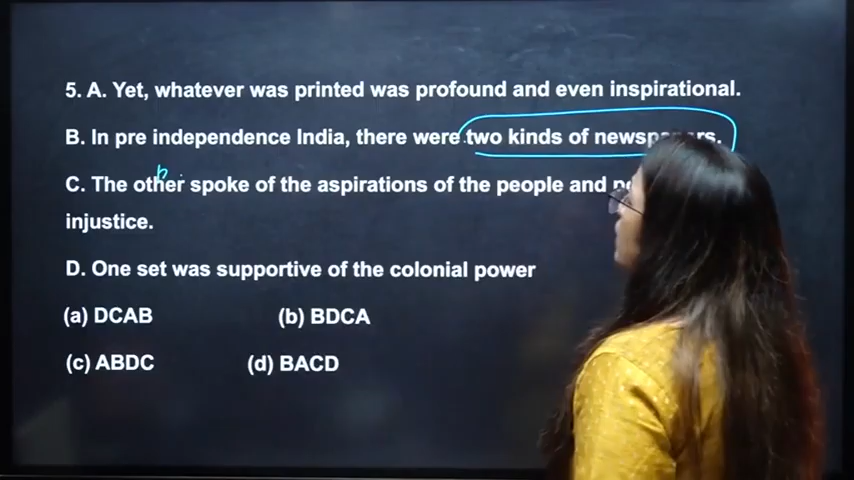 5. A. Yet, whatever was printed was profound and even inspirational.
B. In pre independence India, there were two kinds of newspapers.
C. The other spoke of the aspirations of the people and
injustice.
D. One set was supportive of the colonial power
(a) DCAB (b) BDCA
(c) ABDC (d) BACD